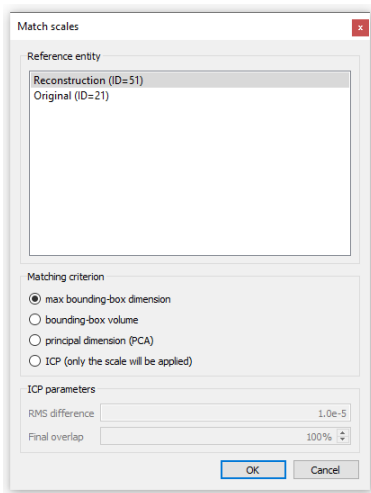 Match scales
x
Reference entity
Reconstruction (ID=51)
Original (ID=21)
Matching criterion
max bounding-box dimension
bounding-box volume
principal dimension (PCA)
ICP (only the scale will be applied)
ICP parameters
RMS difference 1.0e-5
Final overlap 100%
OK Cancel